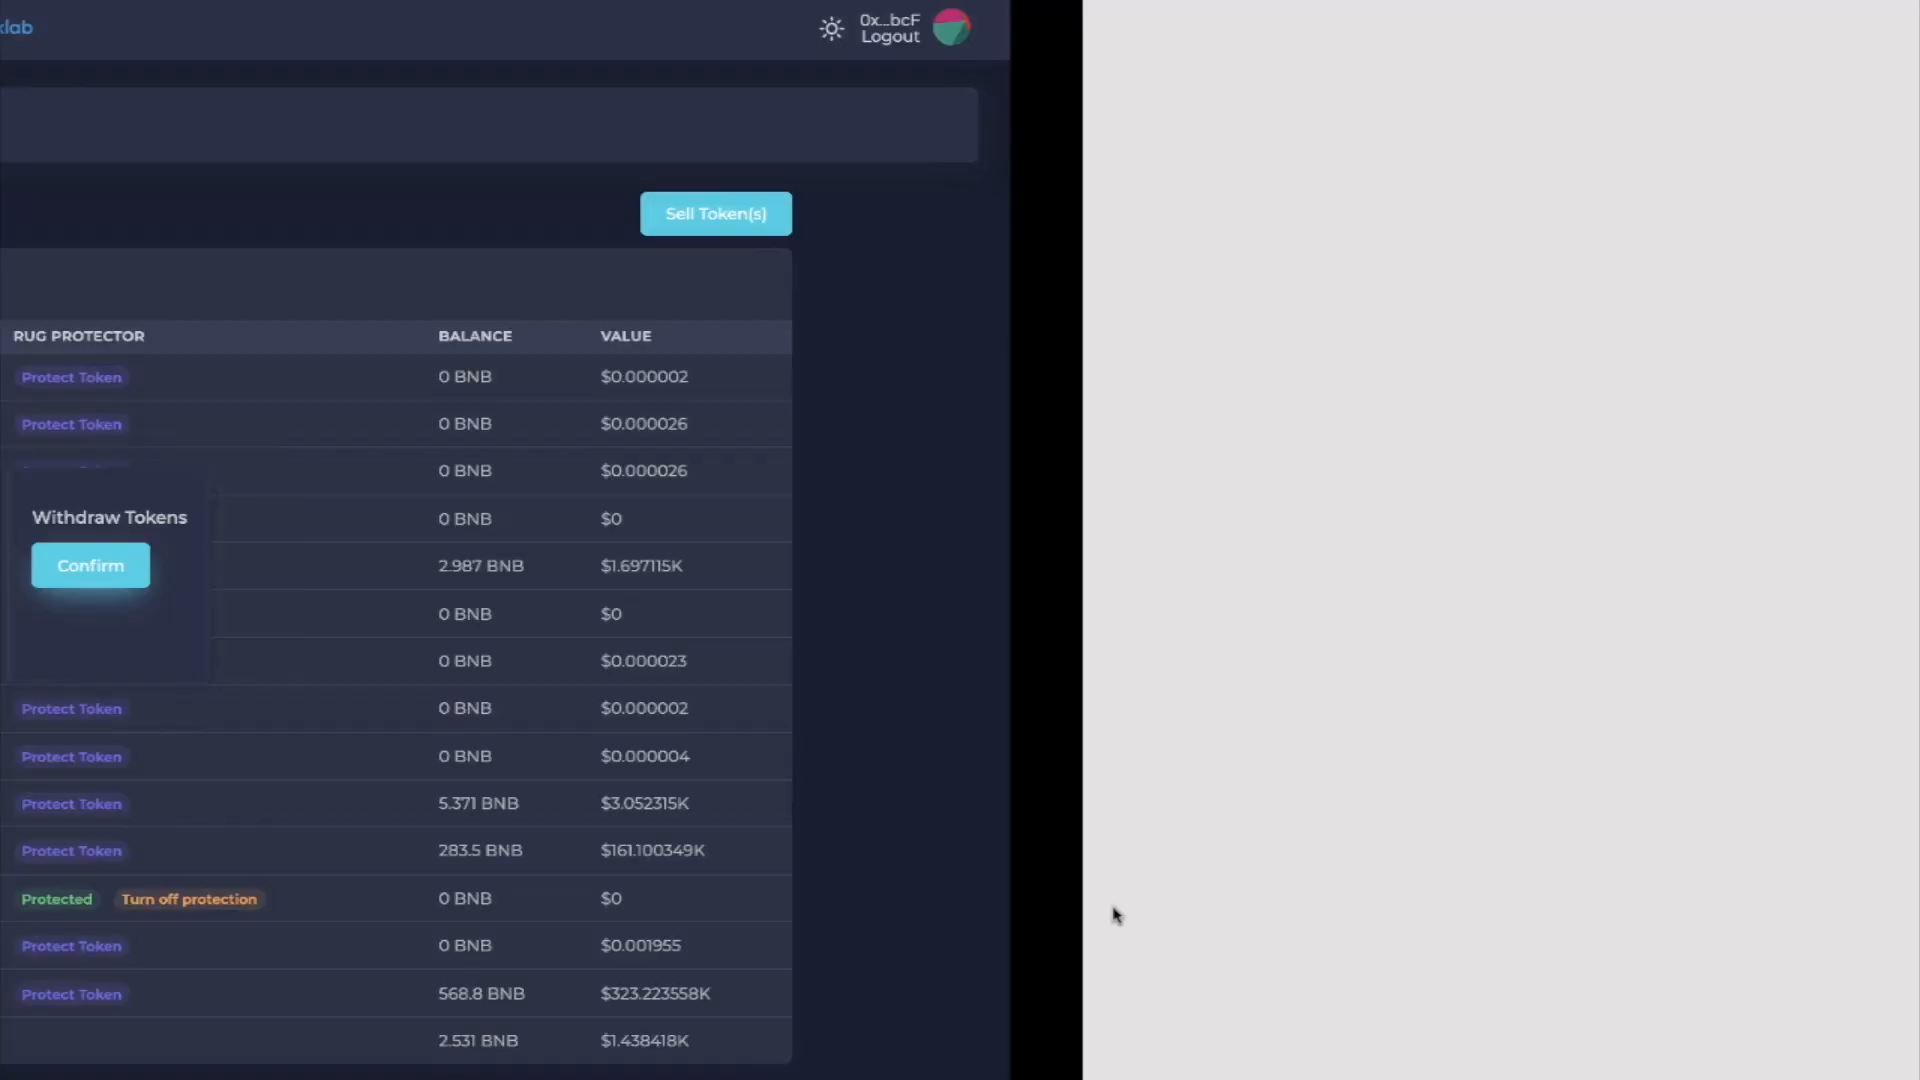 klab
0x_bcF
Logout
Sell Token(s)
RUG PROTECTOR BALANCE VALUE
Protect Token 0 BNB $0.000002
Protect Token 0 BNB $0.000026
0 BNB $0.000026
Withdraw Tokens 0 BNB $0
Confirm 2.987 BNB $1.697115K
0 BNB $0
0 BNB $0.000023
Protect Token 0 BNB $0.000002
Protect Token 0 BNB $0.000004
Protect Token 5.371 BNB $3.052315K
Protect Token 283.5 BNB $161.100349K
Protected Turn off protection 0 BNB $0
Protect Token 0 BNB $0.001955
Protect Token 568.8 BNB $323.223558K
2.531 BNB $1.438418K